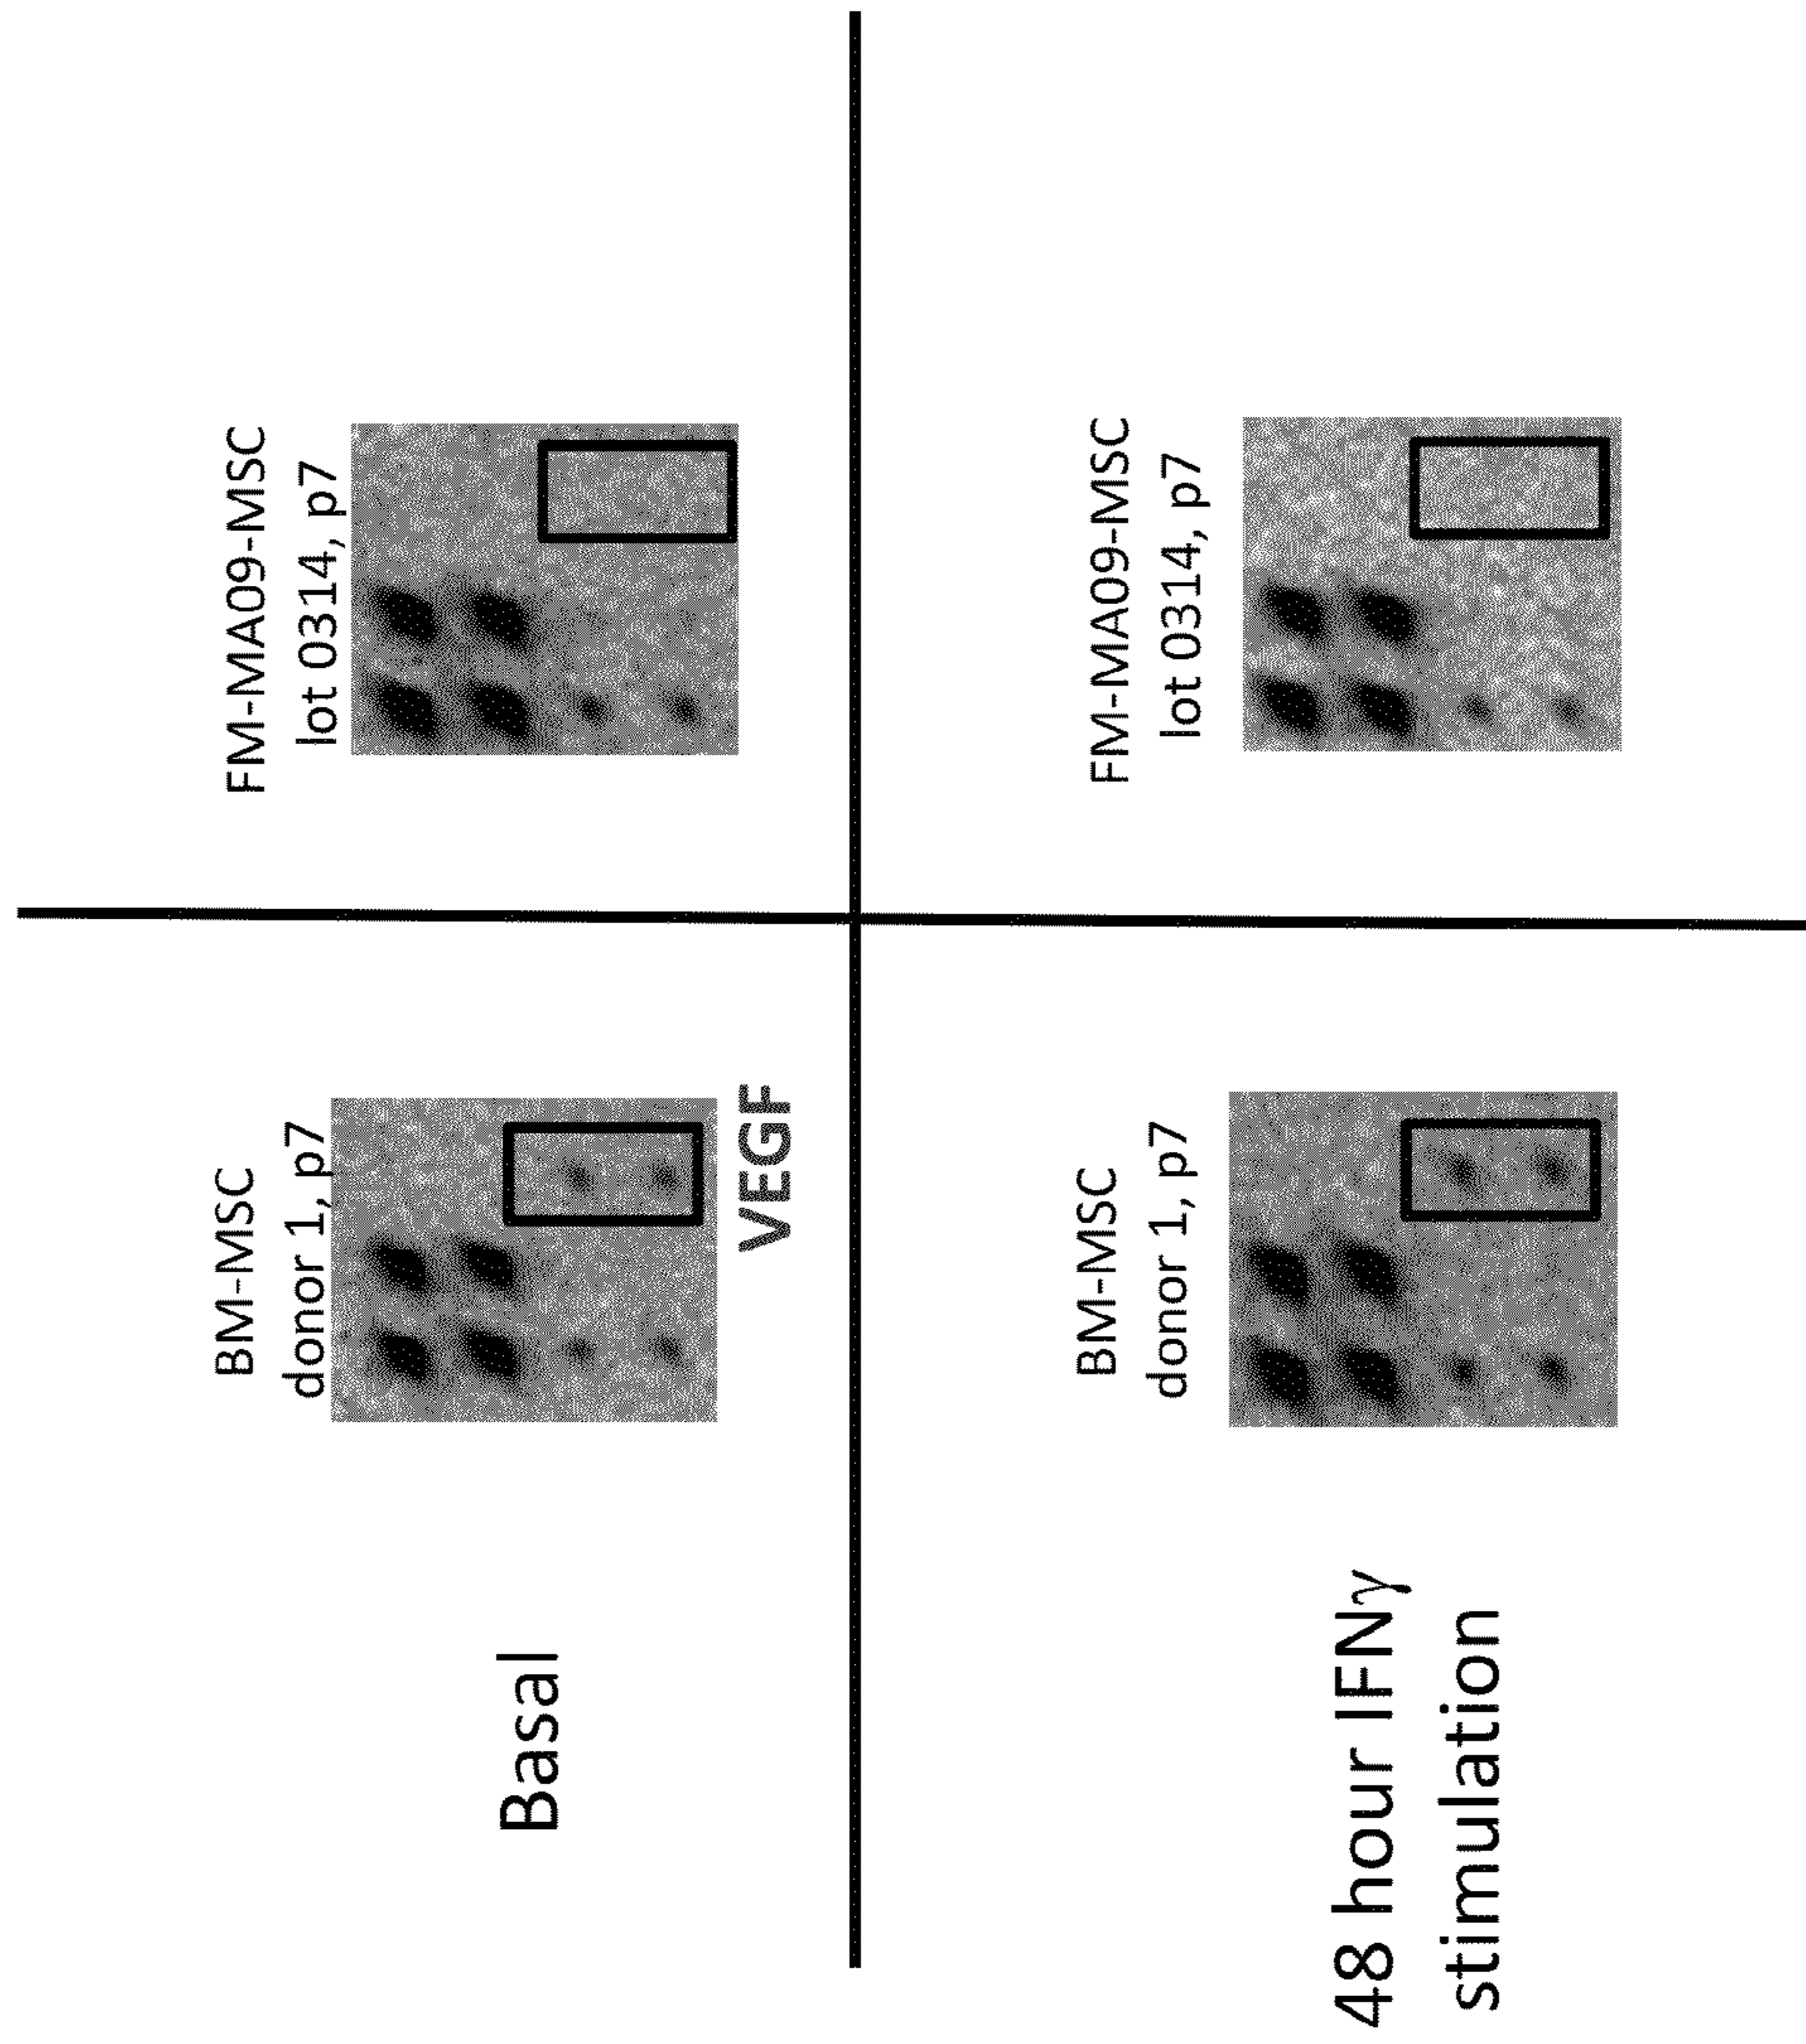 BM-MSC
donor 1, p7
FM-MA09-MSC
lot 0314, p7
Basal
VEGF
BM-MSC
donor 1, p7
FM-MA09-MSC
lot 0314, p7
48 hour IFNγ
stimulation